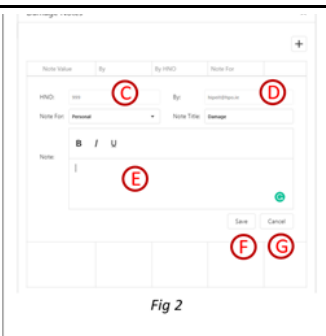 +
Note Value By By HNO Note For
HNO: C By: D
Note For: Personal Note Title: Damage
B I U
Note:
E
G
Save Cancel
F G
Fig 2